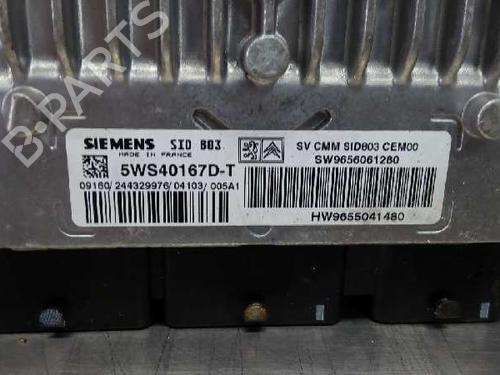 B-PARTS
SIEMENS SID 803
MADE IN FRANCE
5WS40167D-T
09160/244329976/04103/005A1
SV CMM SID803 CEM00
SW9656061280
HW9655041480